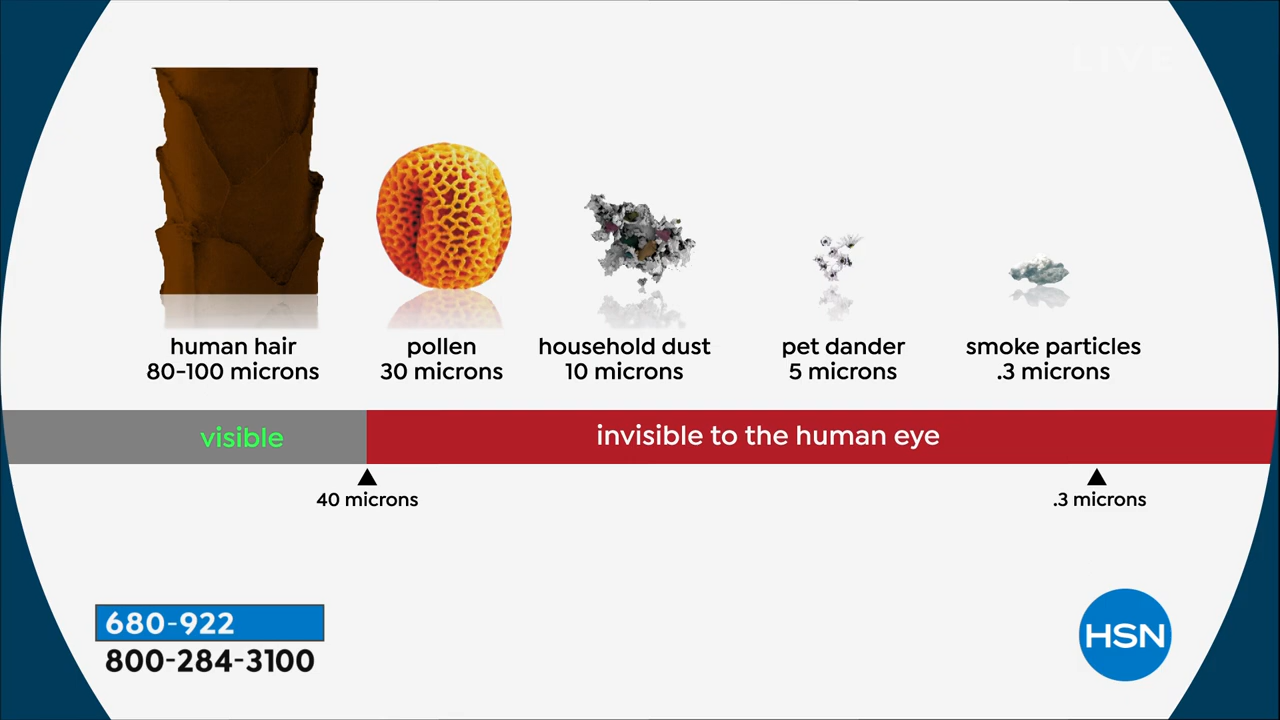 LIVE
human hair
80-100 microns
pollen
30 microns
household dust
10 microns
pet dander
5 microns
smoke particles
.3 microns
visible
invisible to the human eye
40 microns
.3 microns
680-922
800-284-3100
HSN